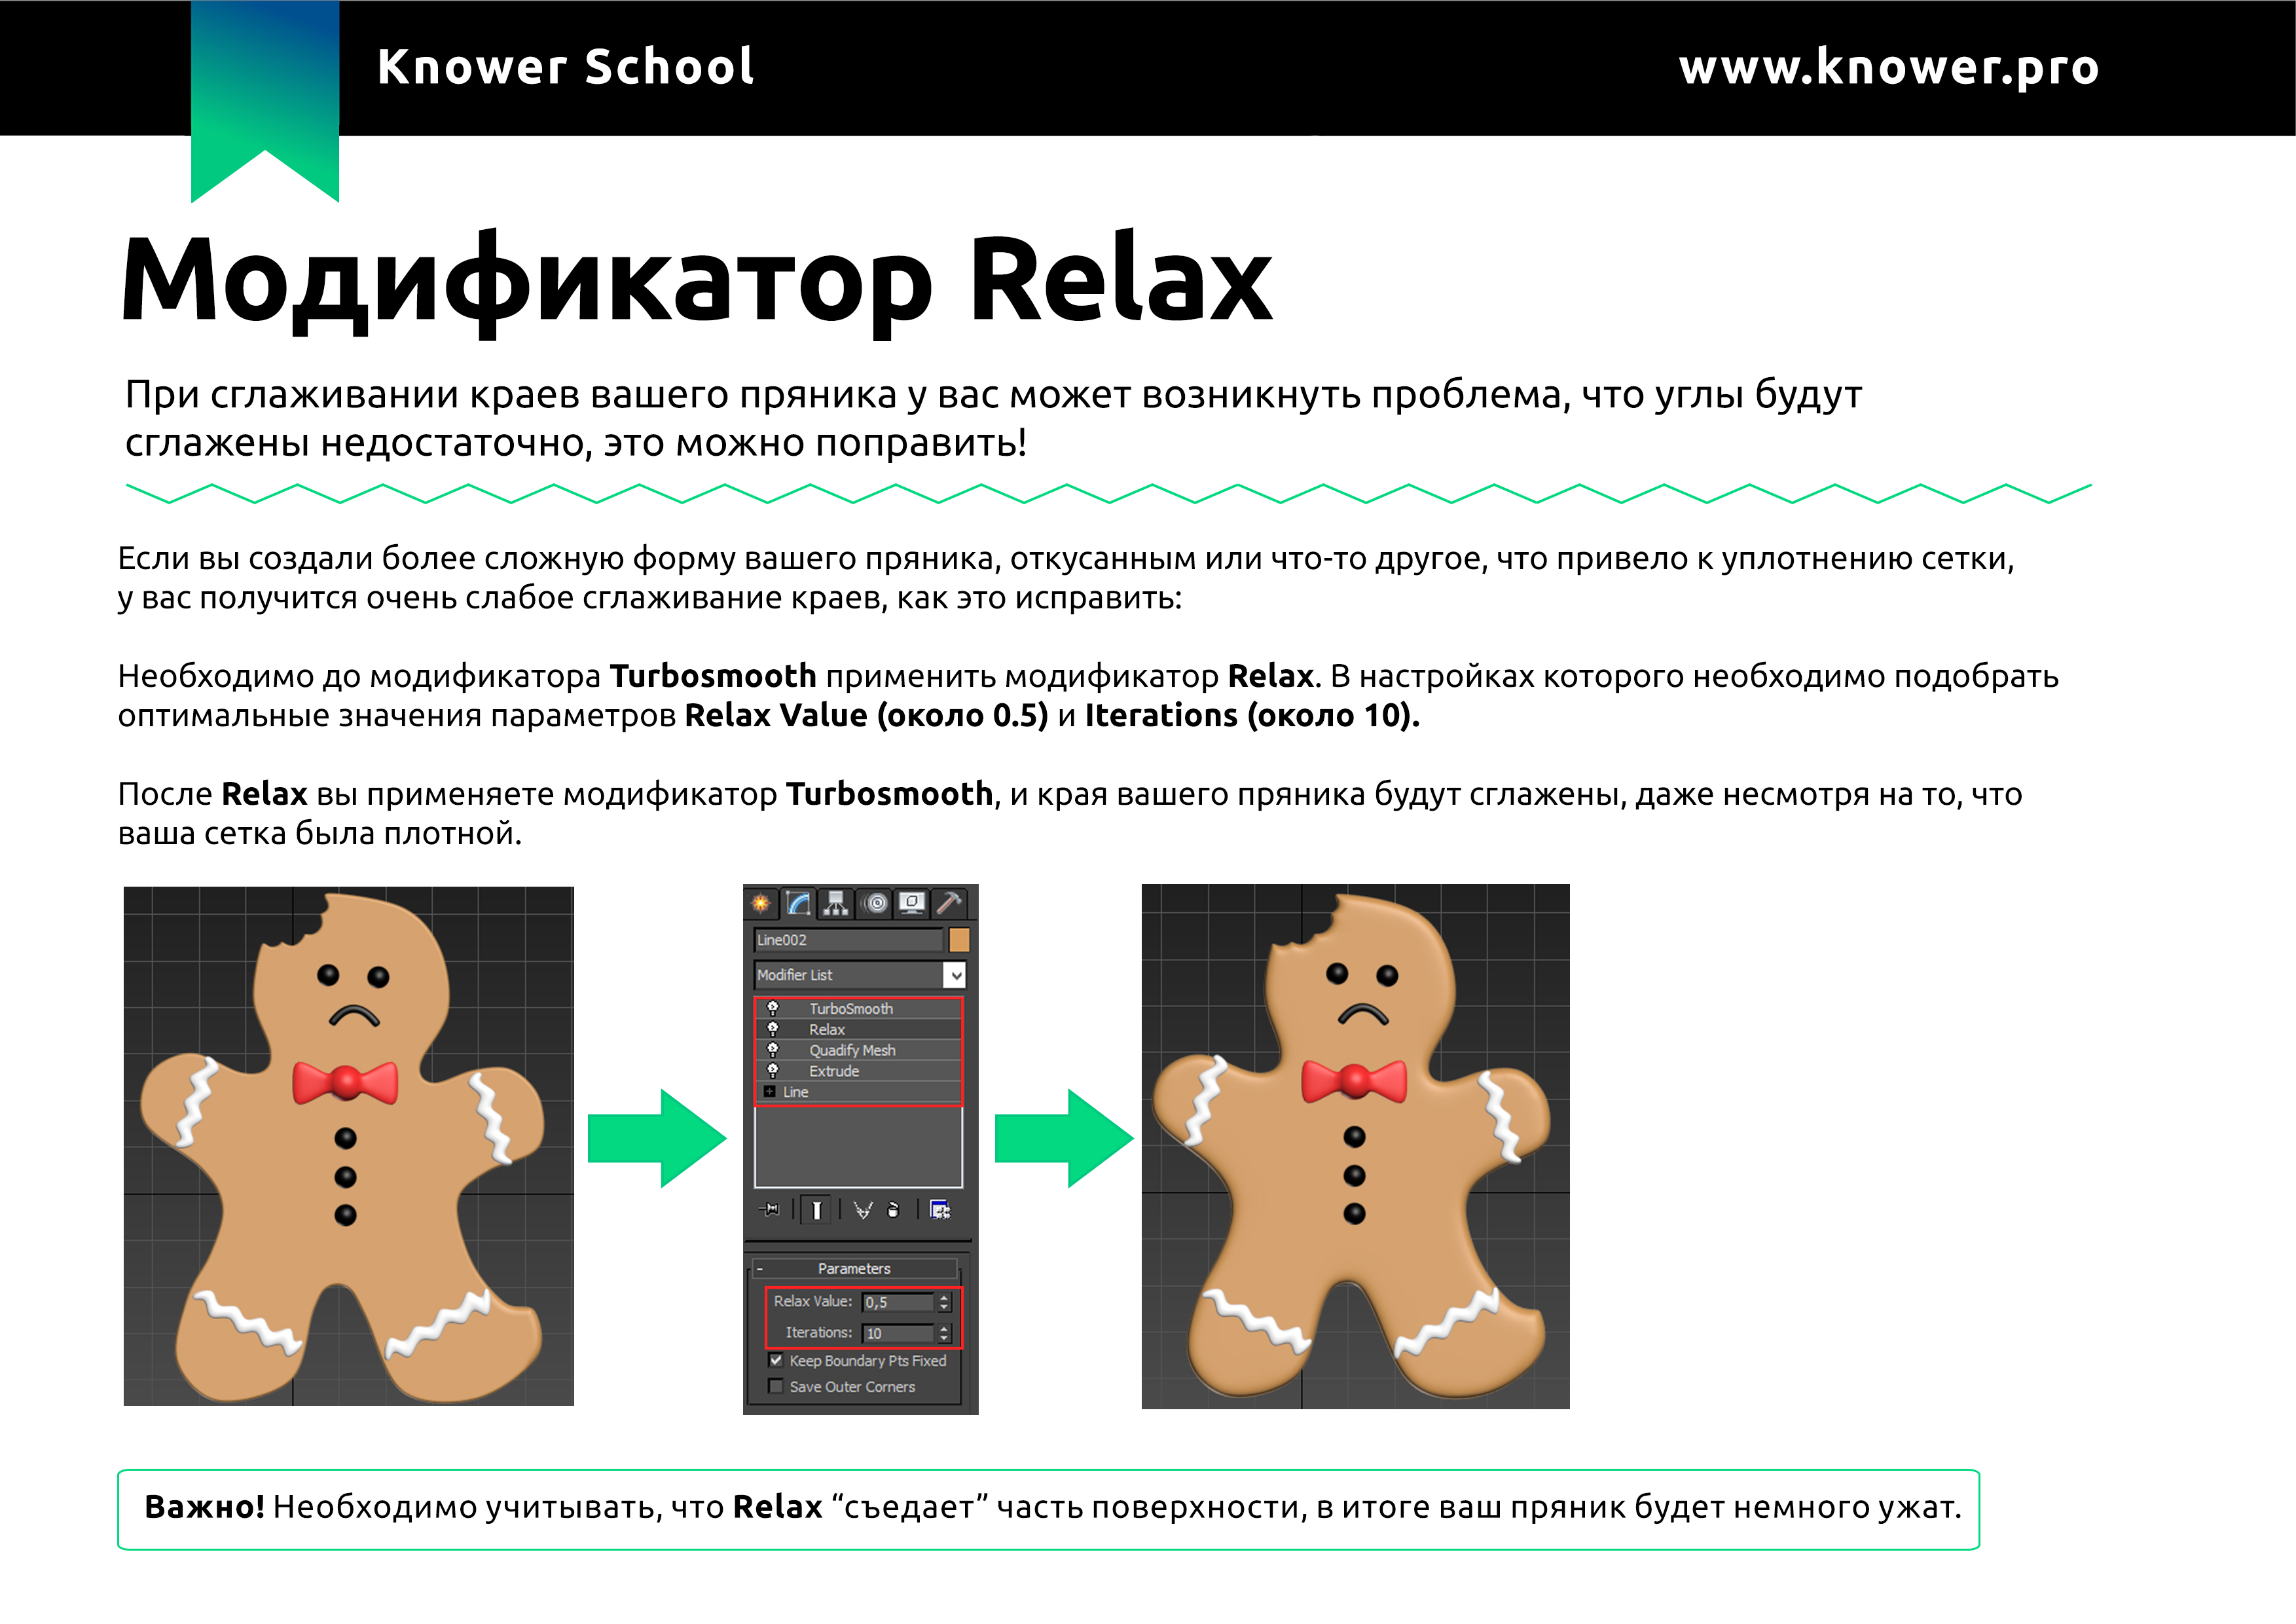 Knower School
www.knower.pro
Модификатор Relax
При сглаживании краев вашего пряника у вас может возникнуть проблема, что углы будут
сглажены недостаточно, это можно поправить!
Если вы создали более сложную форму вашего пряника, откусанным или что-то другое, что привело к уплотнению сетки,
у вас получится очень слабое сглаживание краев, как это исправить:
Необходимо до модификатора Turbosmooth применить модификатор Relax. В настройках которого необходимо подобрать
оптимальные значения параметров Relax Value (около 0.5) и Iterations (около 10).
После Relax вы применяете модификатор Turbosmooth, и края вашего пряника будут сглажены, даже несмотря на то, что
ваша сетка была плотной.
Line002
Modifier List
TurboSmooth
Relax
Quadify Mesh
Extrude
Line
- Parameters
Relax Value: 0,5
Iterations: 10
Keep Boundary Pts Fixed
Save Outer Corners
Важно! Необходимо учитывать, что Relax “съедает” часть поверхности, в итоге ваш пряник будет немного ужат.